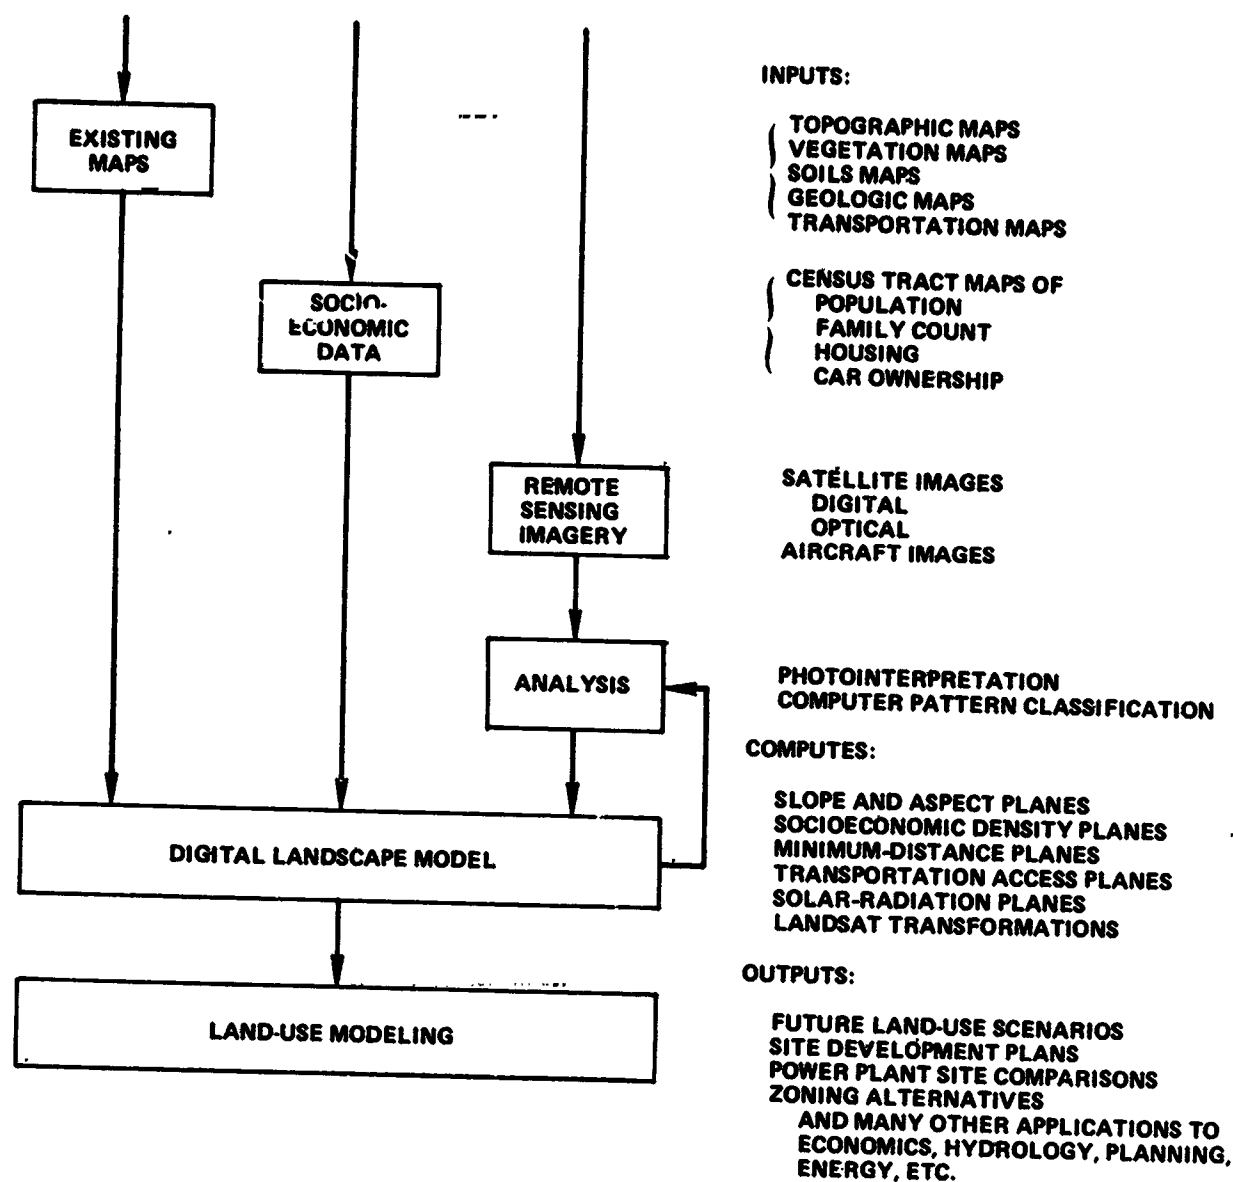 INPUTS:
EXISTING
MAPS
TOPOGRAPHIC MAPS
VEGETATION MAPS
SOILS MAPS
GEOLOGIC MAPS
TRANSPORTATION MAPS
SOCIO-
ECONOMIC
DATA
CENSUS TRACT MAPS OF
POPULATION
FAMILY COUNT
HOUSING
CAR OWNERSHIP
REMOTE
SENSING
IMAGERY
SATELLITE IMAGES
DIGITAL
OPTICAL
AIRCRAFT IMAGES
ANALYSIS
PHOTOINTERPRETATION
COMPUTER PATTERN CLASSIFICATION
COMPUTES:
DIGITAL LANDSCAPE MODEL
SLOPE AND ASPECT PLANES
SOCIOECONOMIC DENSITY PLANES
MINIMUM-DISTANCE PLANES
TRANSPORTATION ACCESS PLANES
SOLAR-RADIATION PLANES
LANDSAT TRANSFORMATIONS
OUTPUTS:
LAND-USE MODELING
FUTURE LAND-USE SCENARIOS
SITE DEVELOPMENT PLANS
POWER PLANT SITE COMPARISONS
ZONING ALTERNATIVES
AND MANY OTHER APPLICATIONS TO
ECONOMICS, HYDROLOGY, PLANNING,
ENERGY, ETC.